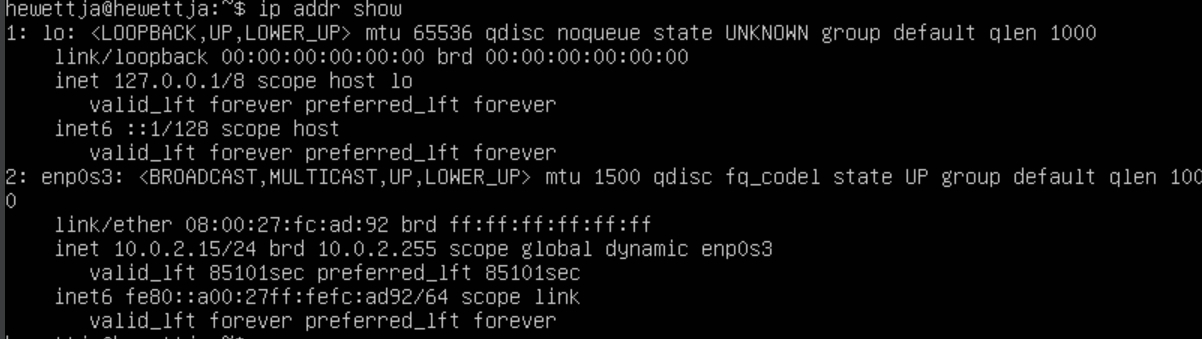 hewettja@hewettja:~$ ip addr show
1: lo: <LOOPBACK,UP,LOWER_UP> mtu 65536 qdisc noqueue state UNKNOWN group default qlen 1000
    link/loopback 00:00:00:00:00:00 brd 00:00:00:00:00:00
    inet 127.0.0.1/8 scope host lo
       valid_lft forever preferred_lft forever
    inet6 ::1/128 scope host
       valid_lft forever preferred_lft forever
2: enp0s3: <BROADCAST,MULTICAST,UP,LOWER_UP> mtu 1500 qdisc fq_codel state UP group default qlen 100
0
    link/ether 08:00:27:fc:ad:92 brd ff:ff:ff:ff:ff:ff
    inet 10.0.2.15/24 brd 10.0.2.255 scope global dynamic enp0s3
       valid_lft 85101sec preferred_lft 85101sec
    inet6 fe80::a00:27ff:fefc:ad92/64 scope link
       valid_lft forever preferred_lft forever
hewettja@hewettja:~$